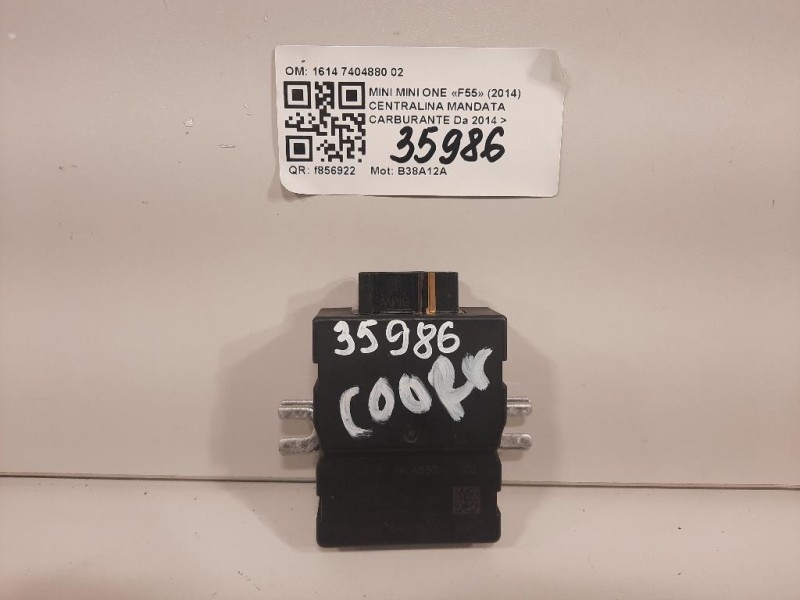 OM: 1614 7404880 02
MINI MINI ONE «F55» (2014)
CENTRALINA MANDATA
CARBURANTE Da 2014 >
35986
QR: f856922 Mot: B38A12A
35986